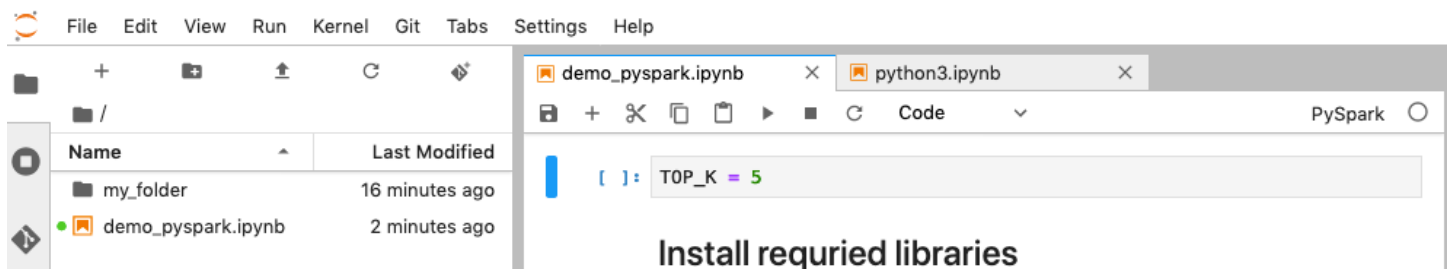 File Edit View Run Kernel Git Tabs Settings Help
demo_pyspark.ipynb
python3.ipynb
/
Code
PySpark
Name Last Modified
my_folder 16 minutes ago
demo_pyspark.ipynb 2 minutes ago
[ ]: TOP_K = 5
Install requried libraries